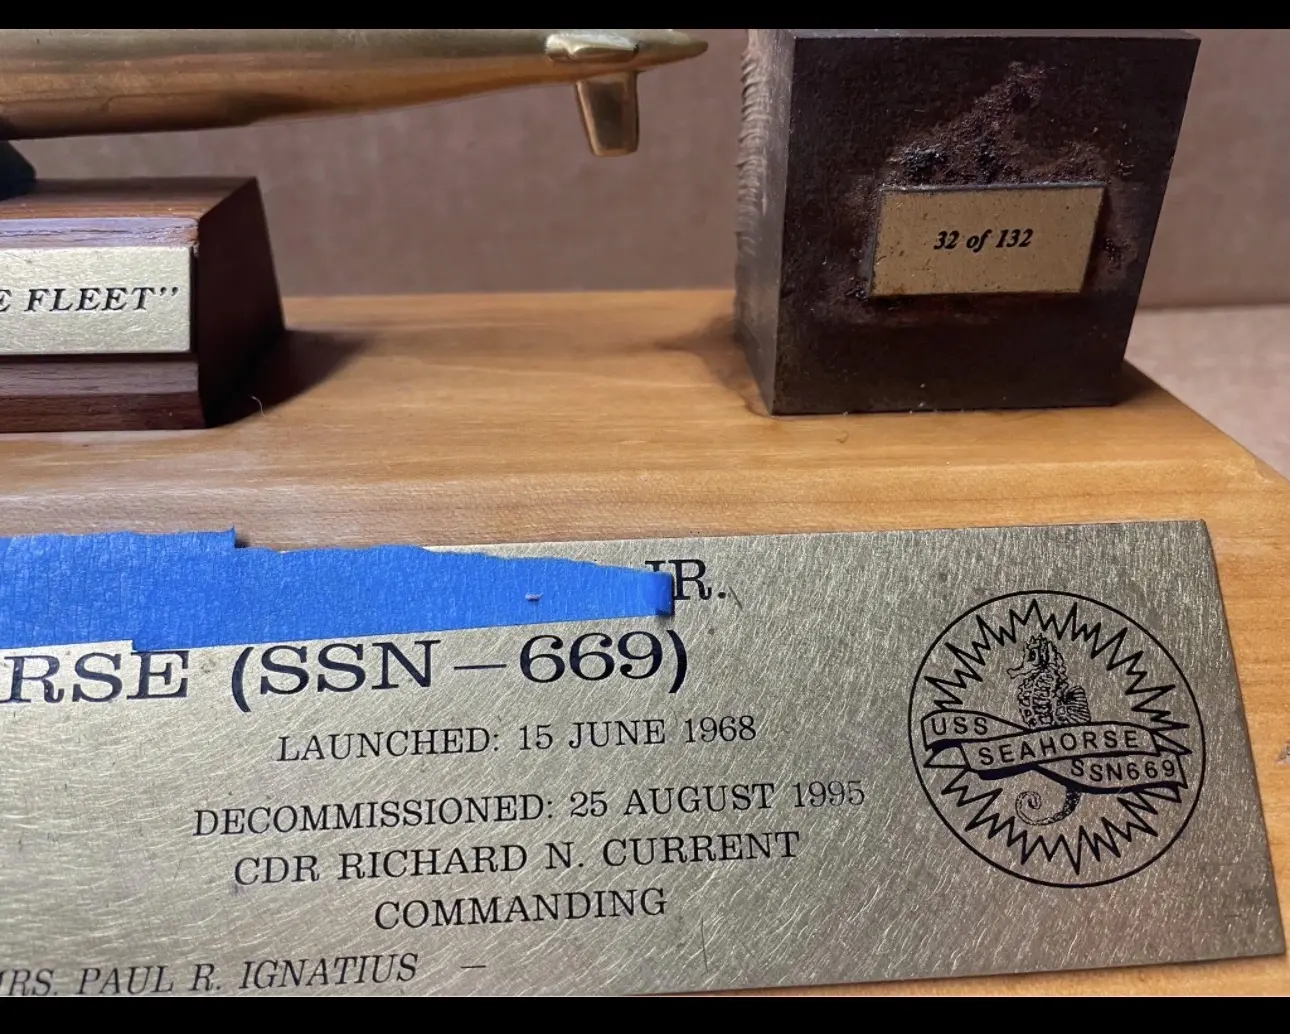 32 of 132
E FLEET"
JR.
RSE (SSN-669)
LAUNCHED: 15 JUNE 1968
DECOMMISSIONED: 25 AUGUST 1995
CDR RICHARD N. CURRENT
COMMANDING
MRS. PAUL R. IGNATIUS —
USS
SEAHORSE
SSN669